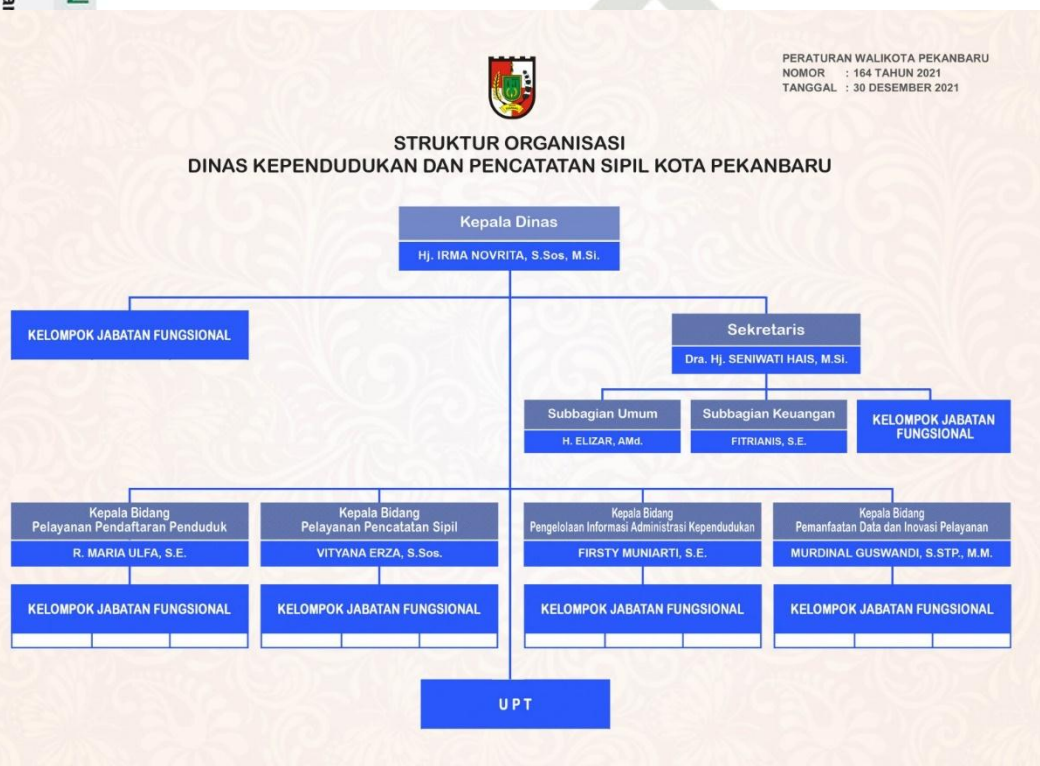 PERATURAN WALIKOTA PEKANBARU
NOMOR : 164 TAHUN 2021
TANGGAL : 30 DESEMBER 2021
STRUKTUR ORGANISASI
DINAS KEPENDUDUKAN DAN PENCATATAN SIPIL KOTA PEKANBARU
Kepala Dinas
Hj. IRMA NOVRITA, S.Sos, M.Si.
KELOMPOK JABATAN FUNGSIONAL
Sekretaris
Dra. Hj. SENIWATI HAIS, M.Si.
Subbagian Umum
H. ELIZAR, AMd.
Subbagian Keuangan
FITRIANIS, S.E.
KELOMPOK JABATAN
FUNGSIONAL
Kepala Bidang
Pelayanan Pendaftaran Penduduk
R. MARIA ULFA, S.E.
KELOMPOK JABATAN FUNGSIONAL
Kepala Bidang
Pelayanan Pencatatan Sipil
VITYANA ERZA, S.Sos.
KELOMPOK JABATAN FUNGSIONAL
Kepala Bidang
Pengelolaan Informasi Administrasi Kependudukan
FIRSTY MUNIARTI, S.E.
KELOMPOK JABATAN FUNGSIONAL
Kepala Bidang
Pemanfaatan Data dan Inovasi Pelayanan
MURDINAL GUSWANDI, S.STP., M.M.
KELOMPOK JABATAN FUNGSIONAL
UPT